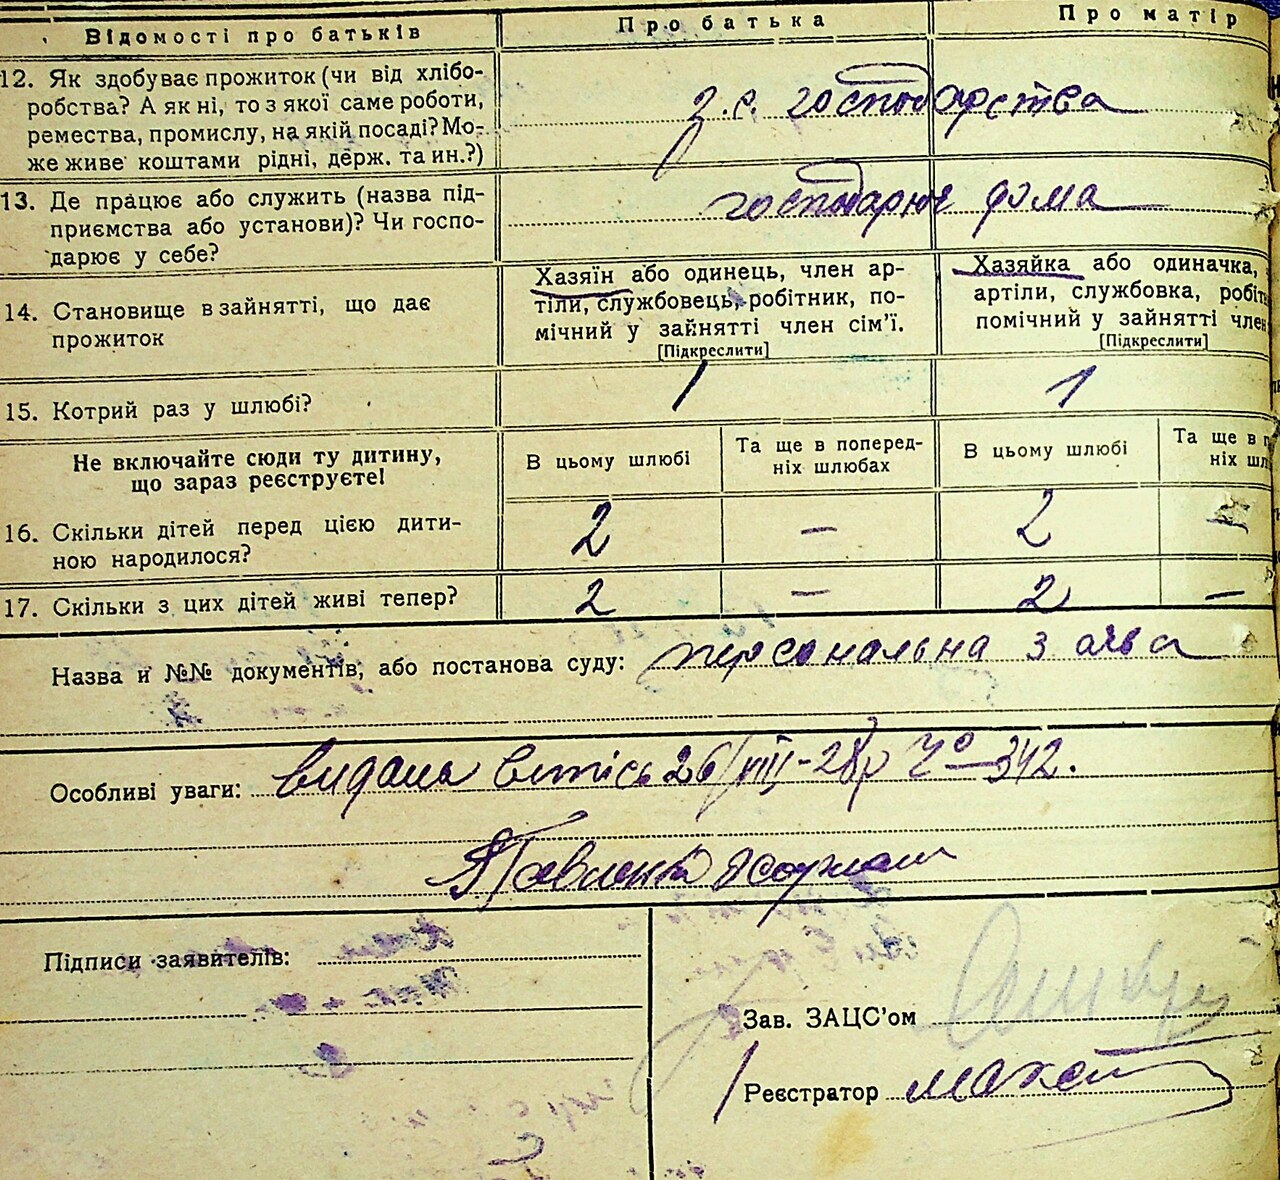 Відомості про батьків
Про батька
Про матір
12. Як здобуває прожиток (чи від хлібо-
робства? А як ні, то з якої саме роботи,
ремества, промислу, на якій посаді? Мо-
же живе коштами рідні, держ. та ин.?)
з с. господарства
13. Де працює або служить (назва під-
приємства або установи)? Чи госпо-
дарює у себе?
господарює дома
14. Становище в зайнятті, що дає
прожиток
Хазяїн або одинець, член ар-
тіли, службовець, робітник, по-
мічний у зайнятті член сім'ї.
[Підкреслити]
Хазяйка або одиначка,
артіли, службовка, робіт
помічний у зайнятті член
[Підкреслити]
15. Котрий раз у шлюбі?
1
1
Не включайте сюди ту дитину,
що зараз реєструєте!
В цьому шлюбі
Та ще в поперед-
ніх шлюбах
В цьому шлюбі
Та ще в п
ніх шл
16. Скільки дітей перед цією дити-
ною народилося?
2
—
2
—
17. Скільки з цих дітей живі тепер?
2
—
2
—
Назва й №№ документів, або постанова суду: персональна заява
Особливі уваги: видана витісь 26/VIII-28р Ч° 342.
Підписи заявителів:
Зав. ЗАЦС'ом
Реєстратор